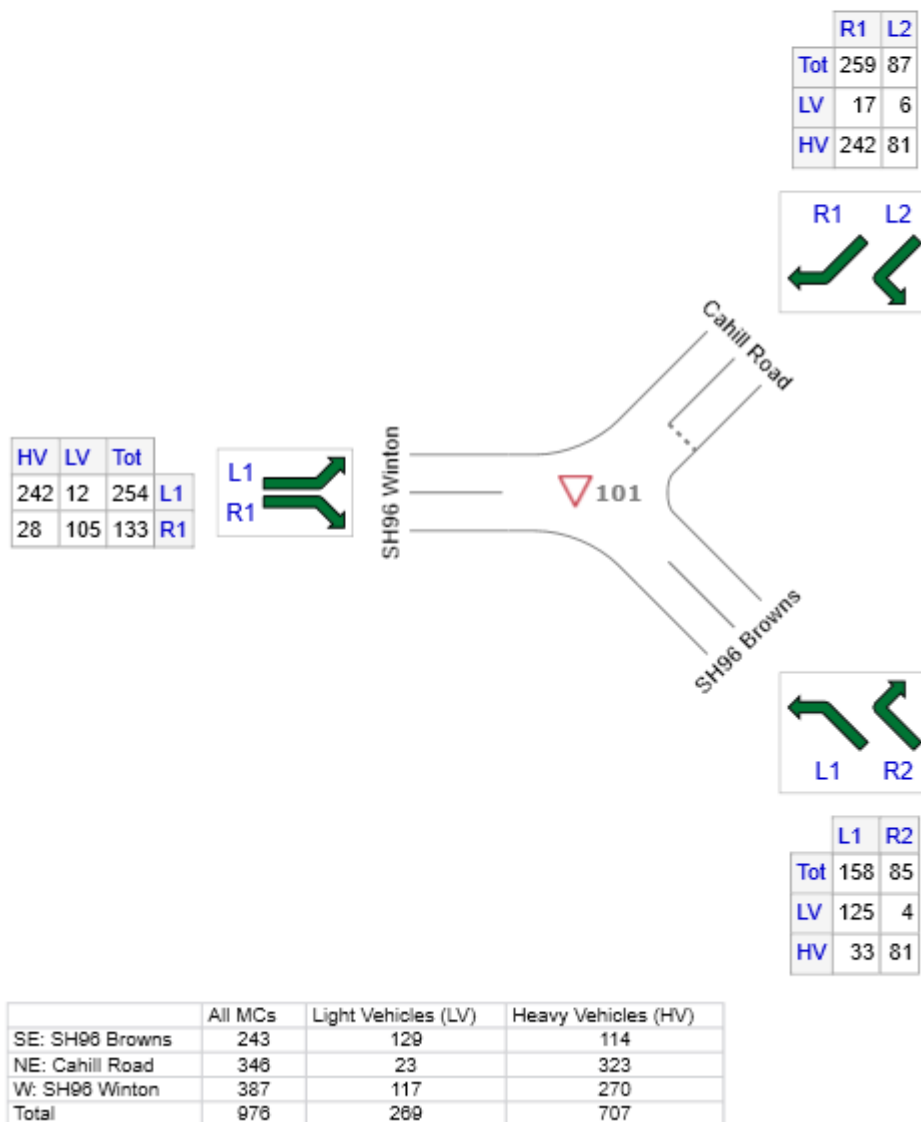 R1 L2
Tot 259 87
LV 17 6
HV 242 81
R1 L2
Cahill Road
HV LV Tot
242 12 254 L1
28 105 133 R1
L1
R1
SH96 Winton
101
SH96 Browns
L1 R2
L1 R2
Tot 158 85
LV 125 4
HV 33 81
All MCs Light Vehicles (LV) Heavy Vehicles (HV)
SE: SH96 Browns 243 129 114
NE: Cahill Road 346 23 323
W: SH96 Winton 387 117 270
Total 976 269 707